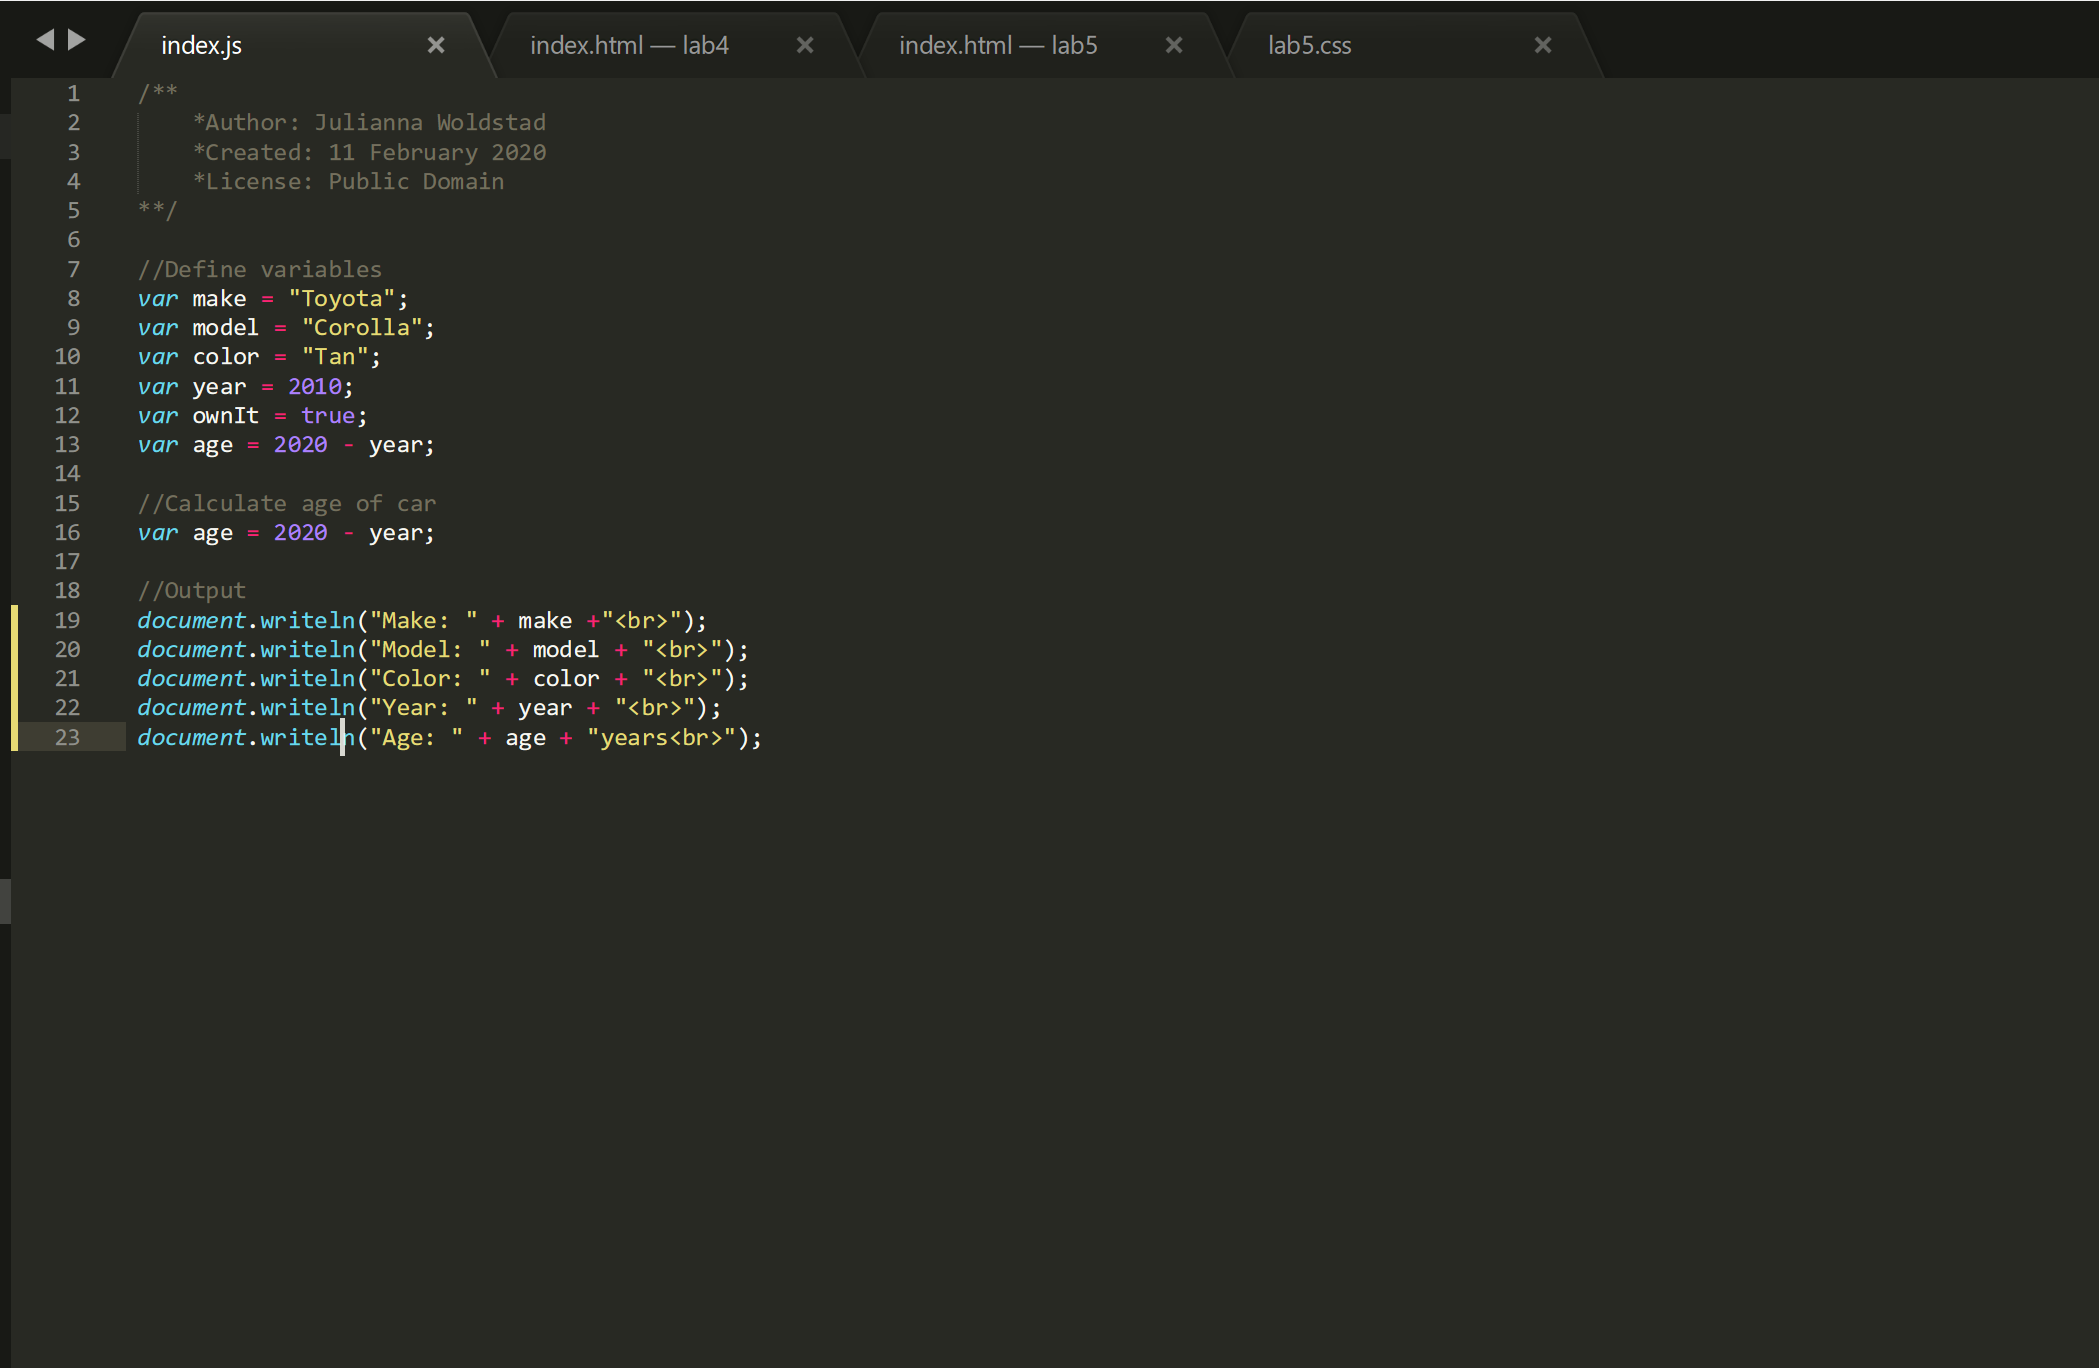 index.js × index.html — lab4 × index.html — lab5 × lab5.css ×
1 /**
2     *Author: Julianna Woldstad
3     *Created: 11 February 2020
4     *License: Public Domain
5 **/
6
7 //Define variables
8 var make = "Toyota";
9 var model = "Corolla";
10 var color = "Tan";
11 var year = 2010;
12 var ownIt = true;
13 var age = 2020 - year;
14
15 //Calculate age of car
16 var age = 2020 - year;
17
18 //Output
19 document.writeln("Make: " + make +"<br>");
20 document.writeln("Model: " + model + "<br>");
21 document.writeln("Color: " + color + "<br>");
22 document.writeln("Year: " + year + "<br>");
23 document.writeln("Age: " + age + "years<br>");